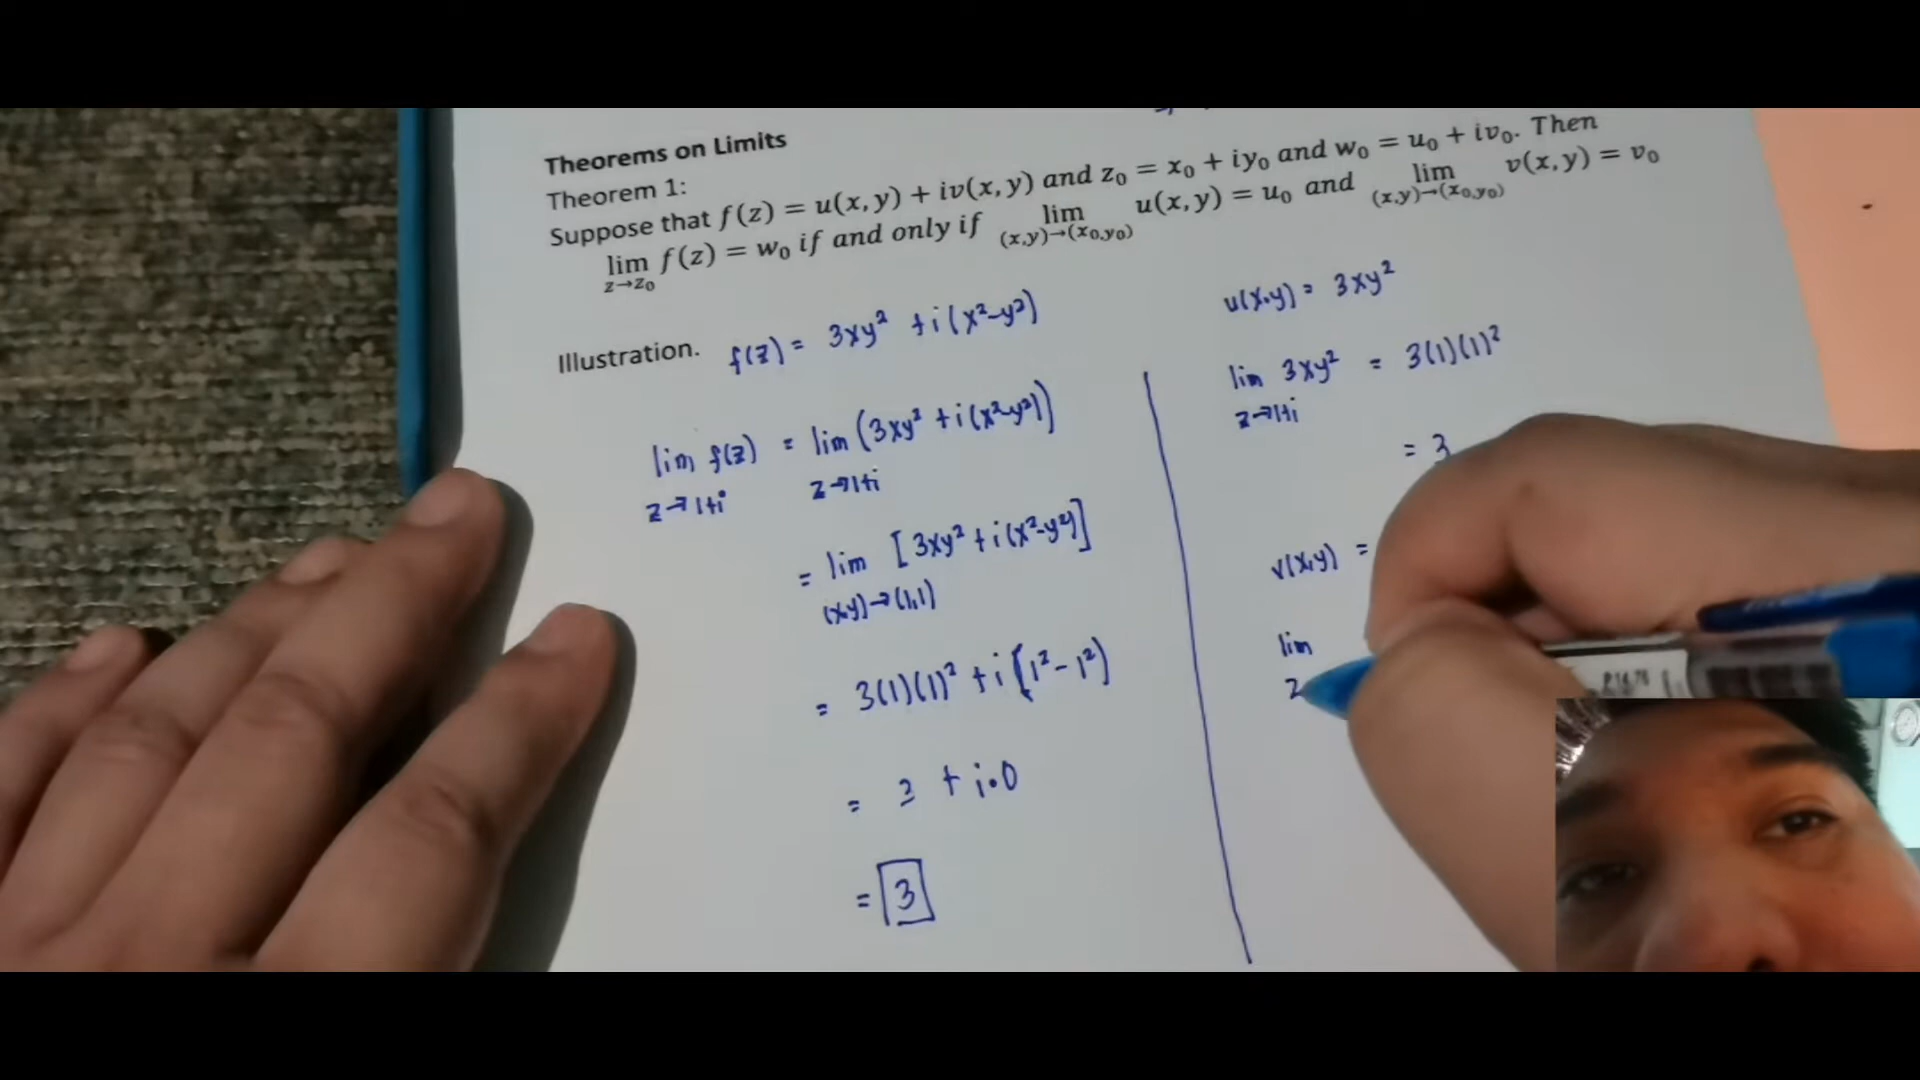 Theorems on Limits
Theorem 1:
Suppose that f(z) = u(x, y) + iv(x, y) and z₀ = x₀ + iy₀ and w₀ = u₀ + iv₀. Then
lim f(z) = w₀ if and only if lim u(x, y) = u₀ and lim v(x, y) = v₀
z→z₀ (x,y)→(x₀,y₀) (x,y)→(x₀,y₀)
Illustration. f(z) = 3xy² + i(x²-y²)
lim f(z) = lim (3xy² + i(x²-y²))
z→1+i z→1+i
= lim [3xy² + i(x²-y²)]
(x,y)→(1,1)
= 3(1)(1)² + i(1²-1²)
= 3 + i·0
= 3
u(x,y) = 3xy²
lim 3xy² = 3(1)(1)²
z→1+i
= 3
v(x,y) =
lim
z